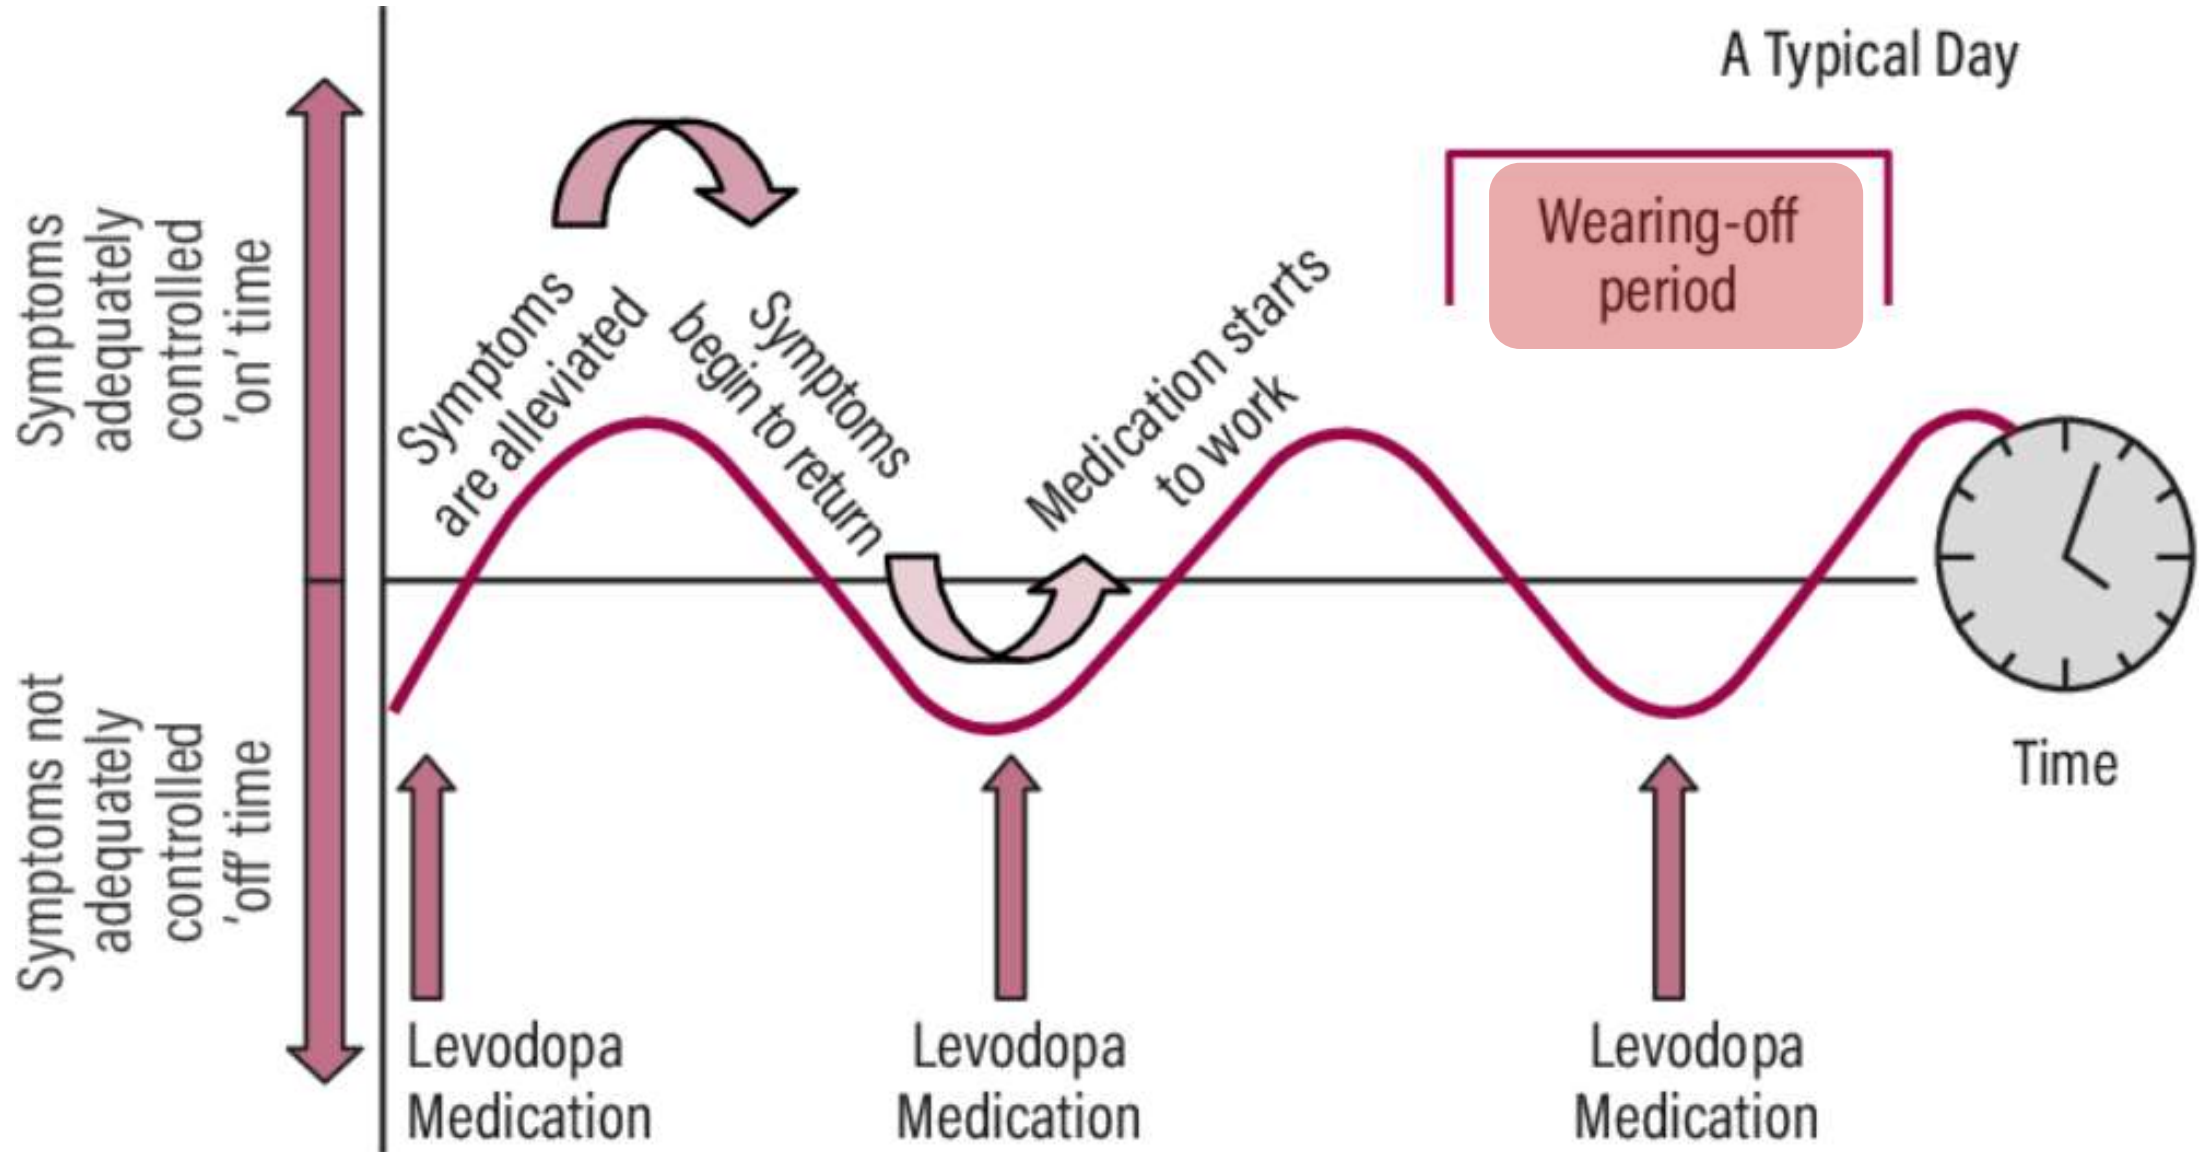 A Typical Day
Symptoms
adequately
controlled
'on' time
Symptoms
are alleviated
Symptoms
begin to return
Medication starts
to work
Wearing-off
period
Symptoms not
adequately
controlled
'off' time
Time
Levodopa
Medication
Levodopa
Medication
Levodopa
Medication